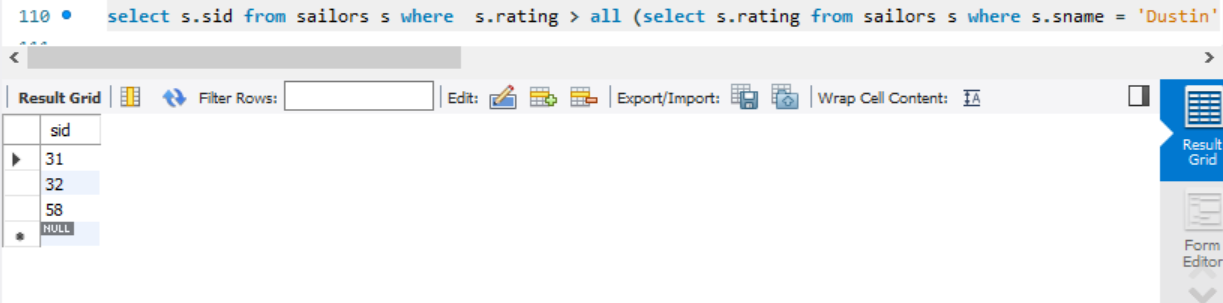 110 select s.sid from sailors s where  s.rating > all (select s.rating from sailors s where s.sname = 'Dustin'
Result Grid Filter Rows: Edit: Export/Import: Wrap Cell Content: IA
sid
31
32
58
NULL
Result
Grid
Form
Editor